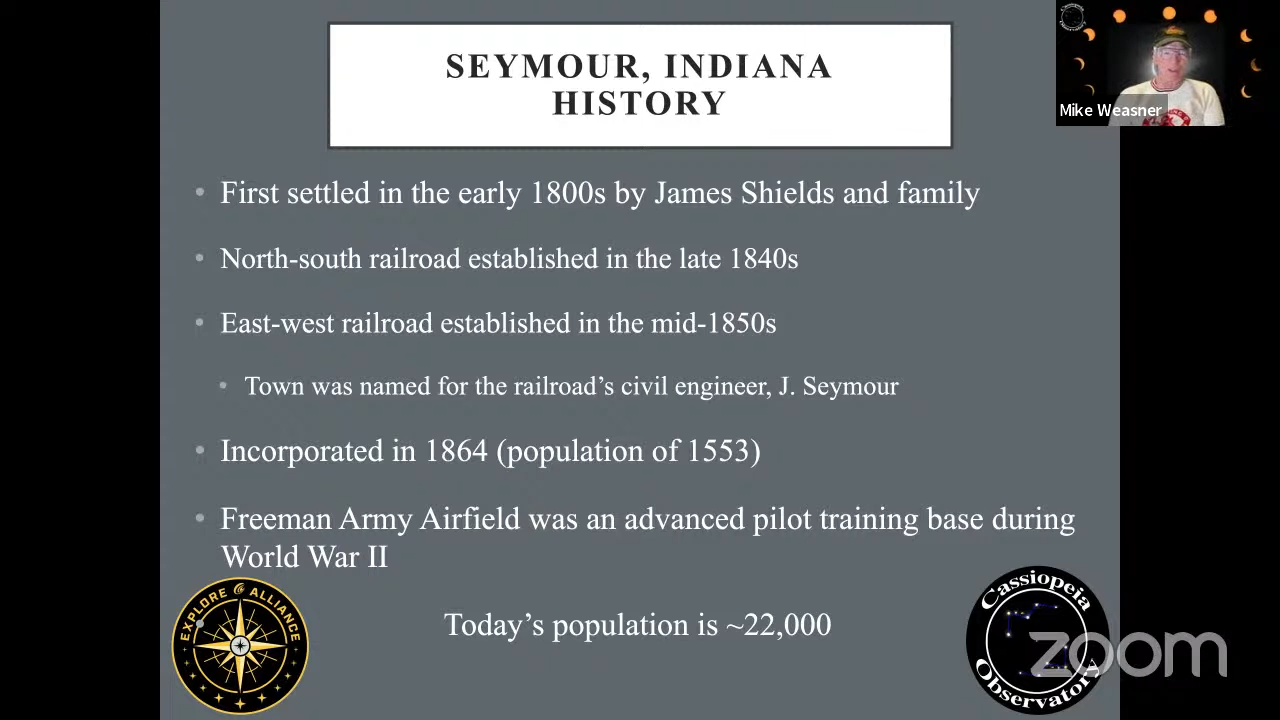 SEYMOUR, INDIANA
HISTORY
Mike Weasner
• First settled in the early 1800s by James Shields and family
• North-south railroad established in the late 1840s
• East-west railroad established in the mid-1850s
• Town was named for the railroad’s civil engineer, J. Seymour
• Incorporated in 1864 (population of 1553)
• Freeman Army Airfield was an advanced pilot training base during
World War II
Today’s population is ~22,000
EXPLORE ALLIANCE
Cassiopeia
Observatory
zoom